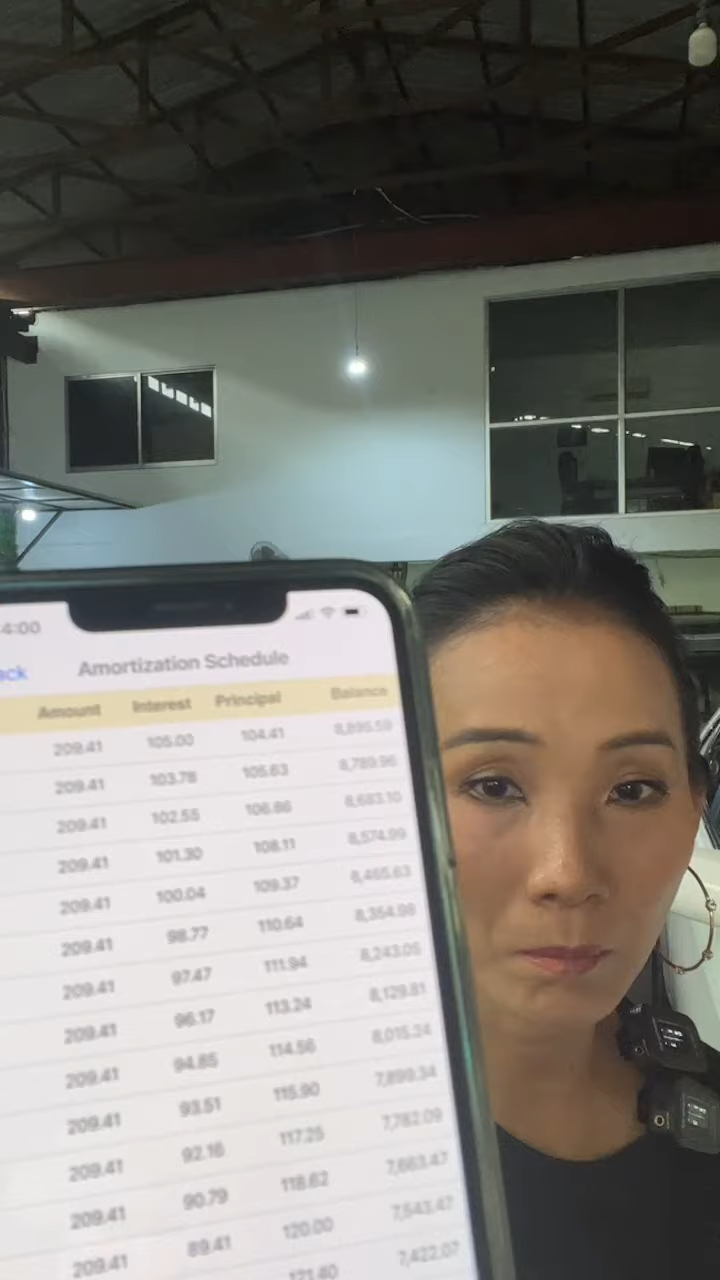 4:00
ack Amortization Schedule
Amount Interest Principal Balance
209.41 105.00 104.41 8,895.59
209.41 103.78 105.63 8,789.96
209.41 102.55 106.86 8,683.10
209.41 101.30 108.11 8,574.99
209.41 100.04 109.37 8,465.63
209.41 98.77 110.64 8,354.98
209.41 97.47 111.94 8,243.05
209.41 96.17 113.24 8,129.81
209.41 94.85 114.56 8,015.24
209.41 93.51 115.90 7,899.34
209.41 92.16 117.25 7,782.09
209.41 90.79 118.62 7,663.47
209.41 89.41 120.00 7,543.47
121.40 7,422.07